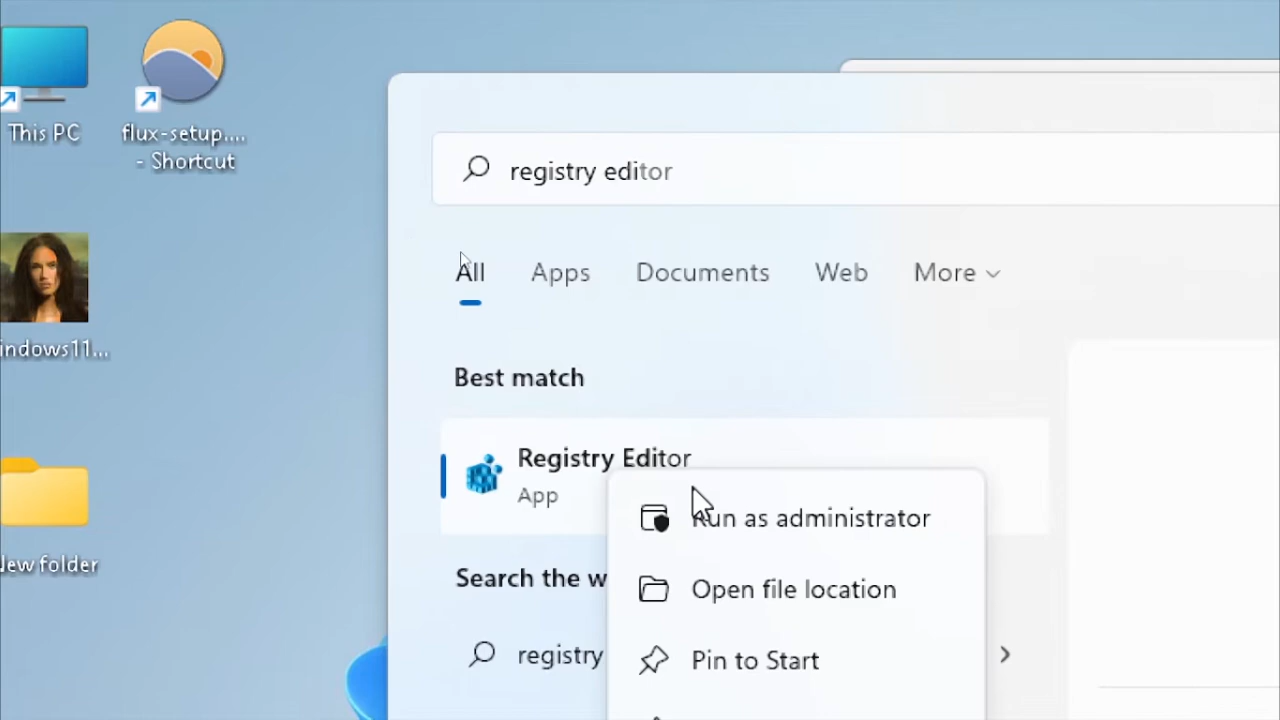 This PC
flux-setup....
- Shortcut
indows11...
New folder
registry editor
All Apps Documents Web More
Best match
Registry Editor
App
Run as administrator
Open file location
Pin to Start
Search the w
registry